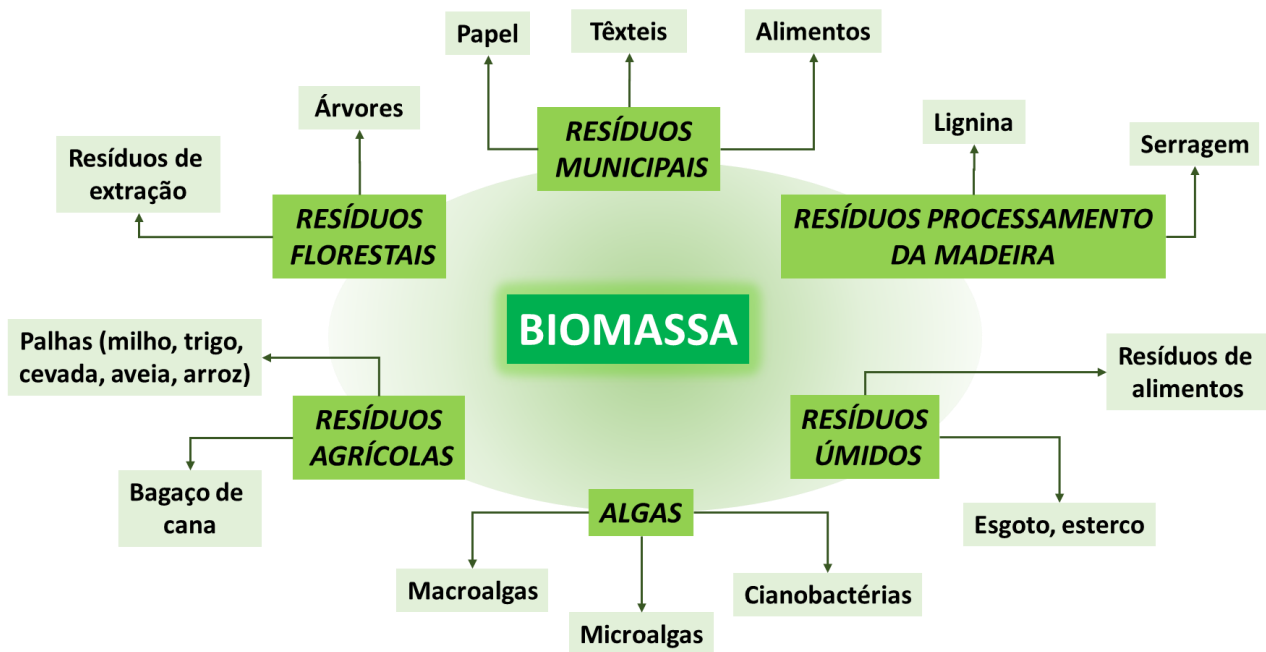 Papel
Têxteis
Alimentos
RESÍDUOS
MUNICIPAIS
Árvores
Resíduos de
extração
RESÍDUOS
FLORESTAIS
Lignina
Serragem
RESÍDUOS PROCESSAMENTO
DA MADEIRA
BIOMASSA
Palhas (milho, trigo,
cevada, aveia, arroz)
RESÍDUOS
AGRÍCOLAS
Bagaço de
cana
Resíduos de
alimentos
RESÍDUOS
ÚMIDOS
Esgoto, esterco
ALGAS
Macroalgas
Microalgas
Cianobactérias